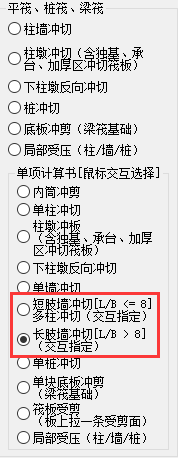 平筏、桩筏、梁筏
柱墙冲切
柱墩冲切(含独基、承
台、加厚区冲切筏板)
下柱墩反向冲切
桩冲切
底板冲剪(梁筏基础)
局部受压(柱/墙/桩)
单项计算书[鼠标交互选择]
内筒冲剪
单柱冲切
柱墩冲板
(含独基、承台、加厚
区冲切筏板)
下柱墩反向冲切
单墙冲切
短肢墙冲切[L/B <= 8]
多柱冲切(交互指定)
长肢墙冲切[L/B > 8]
(交互指定)
单桩冲切
单块底板冲剪
(梁筏基础)
筏板受剪
(板上拉一条受剪面)
局部受压(柱/墙/桩)